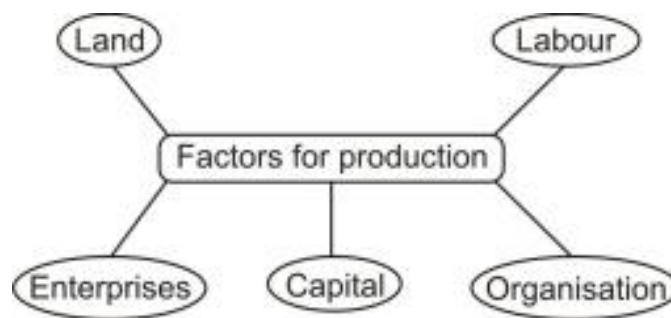 Land
Labour
Factors for production
Enterprises
Capital
Organisation